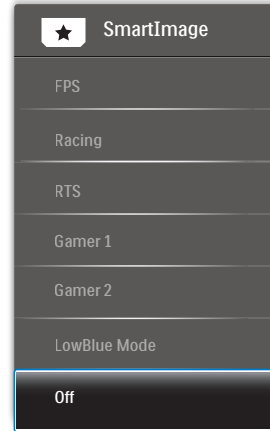 SmartImage
FPS
Racing
RTS
Gamer 1
Gamer 2
LowBlue Mode
Off